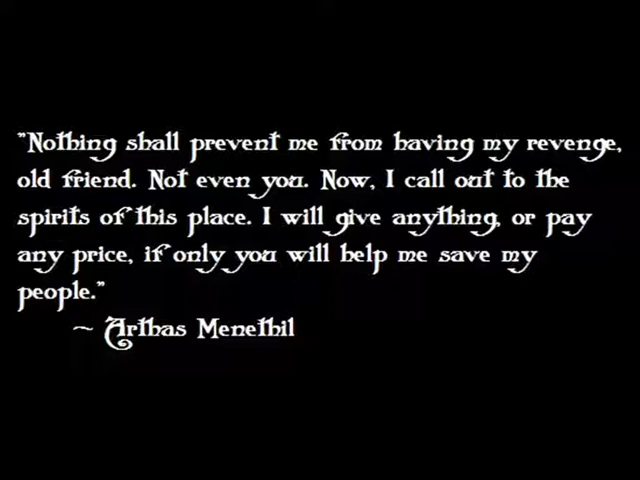 "Nothing shall prevent me from having my revenge,
old friend. Not even you. Now, I call out to the
spirits of this place. I will give anything, or pay
any price, if only you will help me save my
people."
~ Arthas Menethil